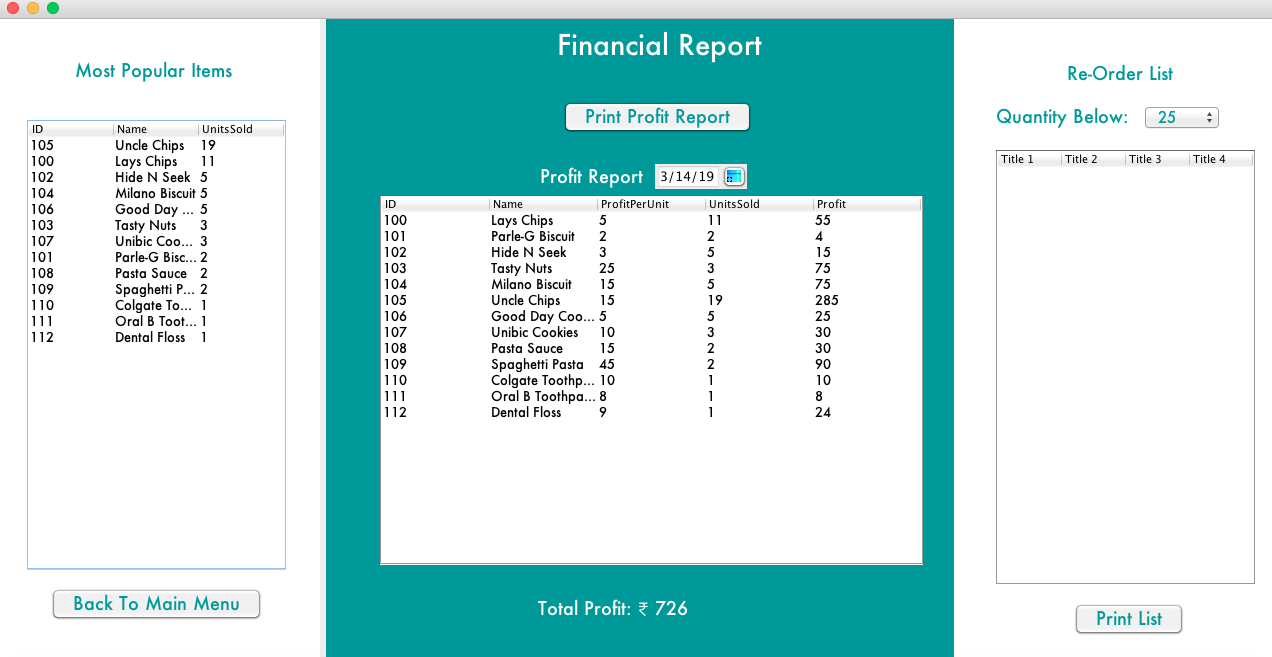 Most Popular Items
ID Name UnitsSold
105 Uncle Chips 19
100 Lays Chips 11
102 Hide N Seek 5
104 Milano Biscuit 5
106 Good Day ... 5
103 Tasty Nuts 3
107 Unibic Coo... 3
101 Parle-G Bisc... 2
108 Pasta Sauce 2
109 Spaghetti P... 2
110 Colgate To... 1
111 Oral B Toot... 1
112 Dental Floss 1
Back To Main Menu
Financial Report
Print Profit Report
Profit Report 3/14/19
ID Name ProfitPerUnit UnitsSold Profit
100 Lays Chips 5 11 55
101 Parle-G Biscuit 2 2 4
102 Hide N Seek 3 5 15
103 Tasty Nuts 25 3 75
104 Milano Biscuit 15 5 75
105 Uncle Chips 15 19 285
106 Good Day Coo... 5 5 25
107 Unibic Cookies 10 3 30
108 Pasta Sauce 15 2 30
109 Spaghetti Pasta 45 2 90
110 Colgate Toothp... 10 1 10
111 Oral B Toothpa... 8 1 8
112 Dental Floss 9 1 24
Total Profit: ₹ 726
Re-Order List
Quantity Below: 25
Title 1 Title 2 Title 3 Title 4
Print List